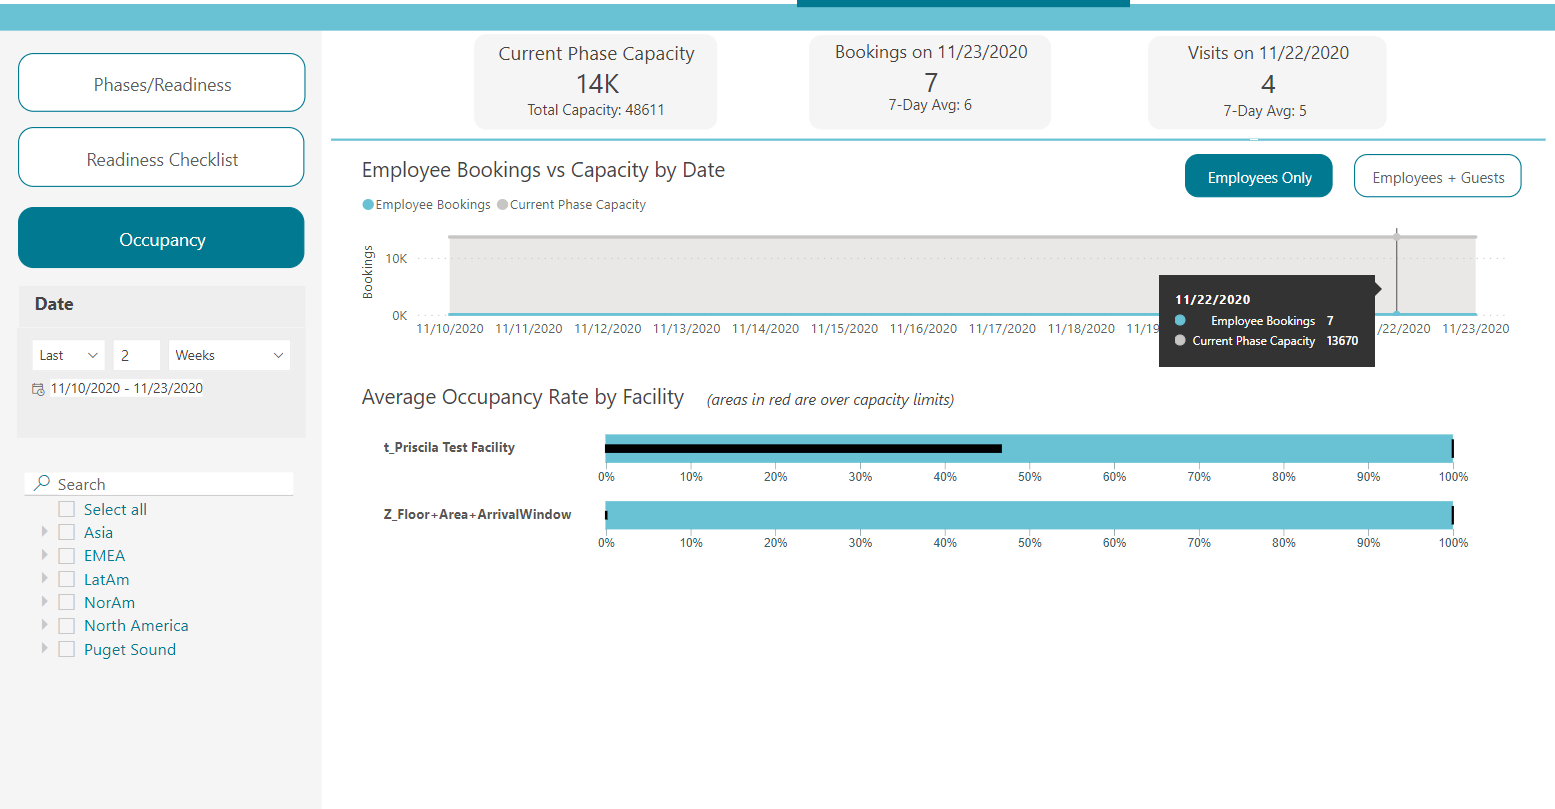 Phases/Readiness
Readiness Checklist
Occupancy
Date
Last 2 Weeks
11/10/2020 - 11/23/2020
Search
Select all
Asia
EMEA
LatAm
NorAm
North America
Puget Sound
Current Phase Capacity
14K
Total Capacity: 48611
Bookings on 11/23/2020
7
7-Day Avg: 6
Visits on 11/22/2020
4
7-Day Avg: 5
Employee Bookings vs Capacity by Date
Employees Only
Employees + Guests
Employee Bookings Current Phase Capacity
Bookings
10K
0K
11/10/2020 11/11/2020 11/12/2020 11/13/2020 11/14/2020 11/15/2020 11/16/2020 11/17/2020 11/18/2020 11/19 /22/2020 11/23/2020
11/22/2020
Employee Bookings 7
Current Phase Capacity 13670
Average Occupancy Rate by Facility (areas in red are over capacity limits)
t_Priscila Test Facility
0% 10% 20% 30% 40% 50% 60% 70% 80% 90% 100%
Z_Floor+Area+ArrivalWindow
0% 10% 20% 30% 40% 50% 60% 70% 80% 90% 100%